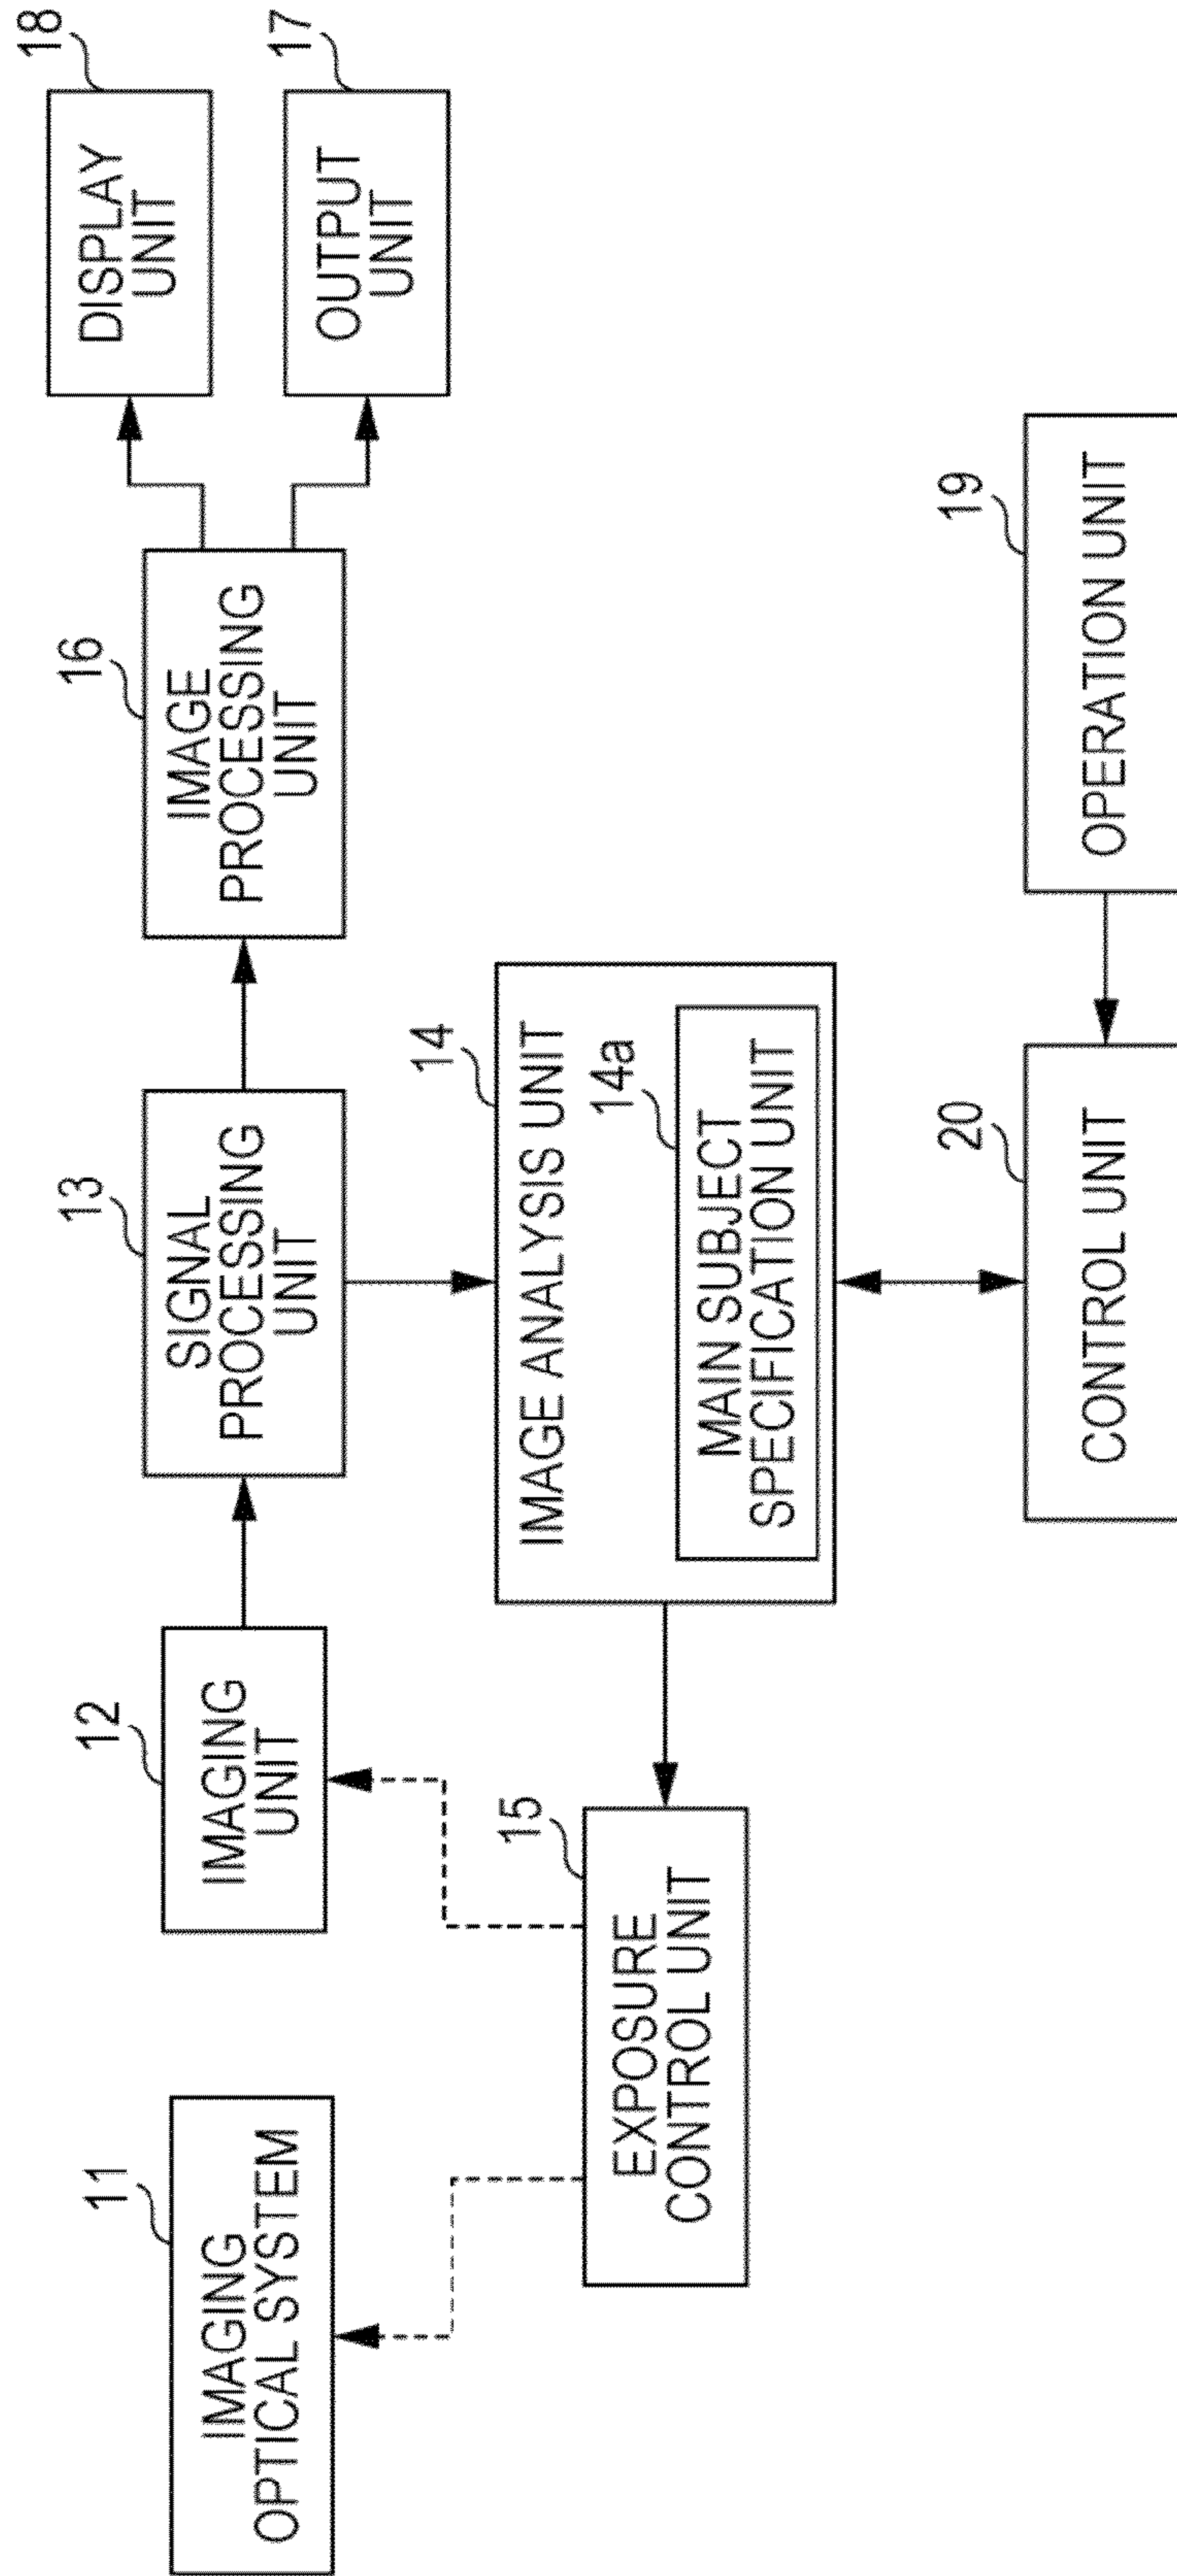 11
IMAGING
OPTICAL SYSTEM
12
IMAGING
UNIT
13
SIGNAL
PROCESSING
UNIT
16
IMAGE
PROCESSING
UNIT
18
DISPLAY
UNIT
17
OUTPUT
UNIT
15
EXPOSURE
CONTROL UNIT
14
IMAGE ANALYSIS UNIT
14a
MAIN SUBJECT
SPECIFICATION UNIT
20
CONTROL UNIT
19
OPERATION UNIT